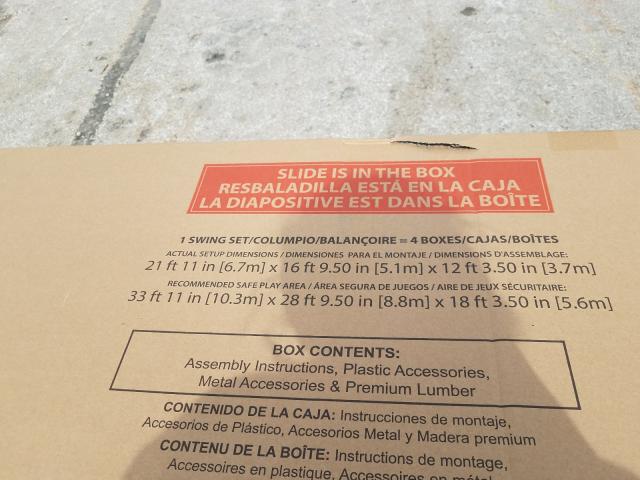 SLIDE IS IN THE BOX
RESBALADILLA ESTÁ EN LA CAJA
LA DIAPOSITIVE EST DANS LA BOÎTE
1 SWING SET/COLUMPIO/BALANÇOIRE = 4 BOXES/CAJAS/BOÎTES
ACTUAL SETUP DIMENSIONS / DIMENSIONES PARA EL MONTAJE / DIMENSIONS D'ASSEMBLAGE:
21 ft 11 in [6.7m] x 16 ft 9.50 in [5.1m] x 12 ft 3.50 in [3.7m]
RECOMMENDED SAFE PLAY AREA / ÁREA SEGURA DE JUEGOS / AIRE DE JEUX SÉCURITAIRE:
33 ft 11 in [10.3m] x 28 ft 9.50 in [8.8m] x 18 ft 3.50 in [5.6m]
BOX CONTENTS:
Assembly Instructions, Plastic Accessories,
Metal Accessories & Premium Lumber
CONTENIDO DE LA CAJA: Instrucciones de montaje,
Accesorios de Plástico, Accesorios Metal y Madera premium
CONTENU DE LA BOÎTE: Instructions de montage,
Accessoires en plastique, Accessoires en métal